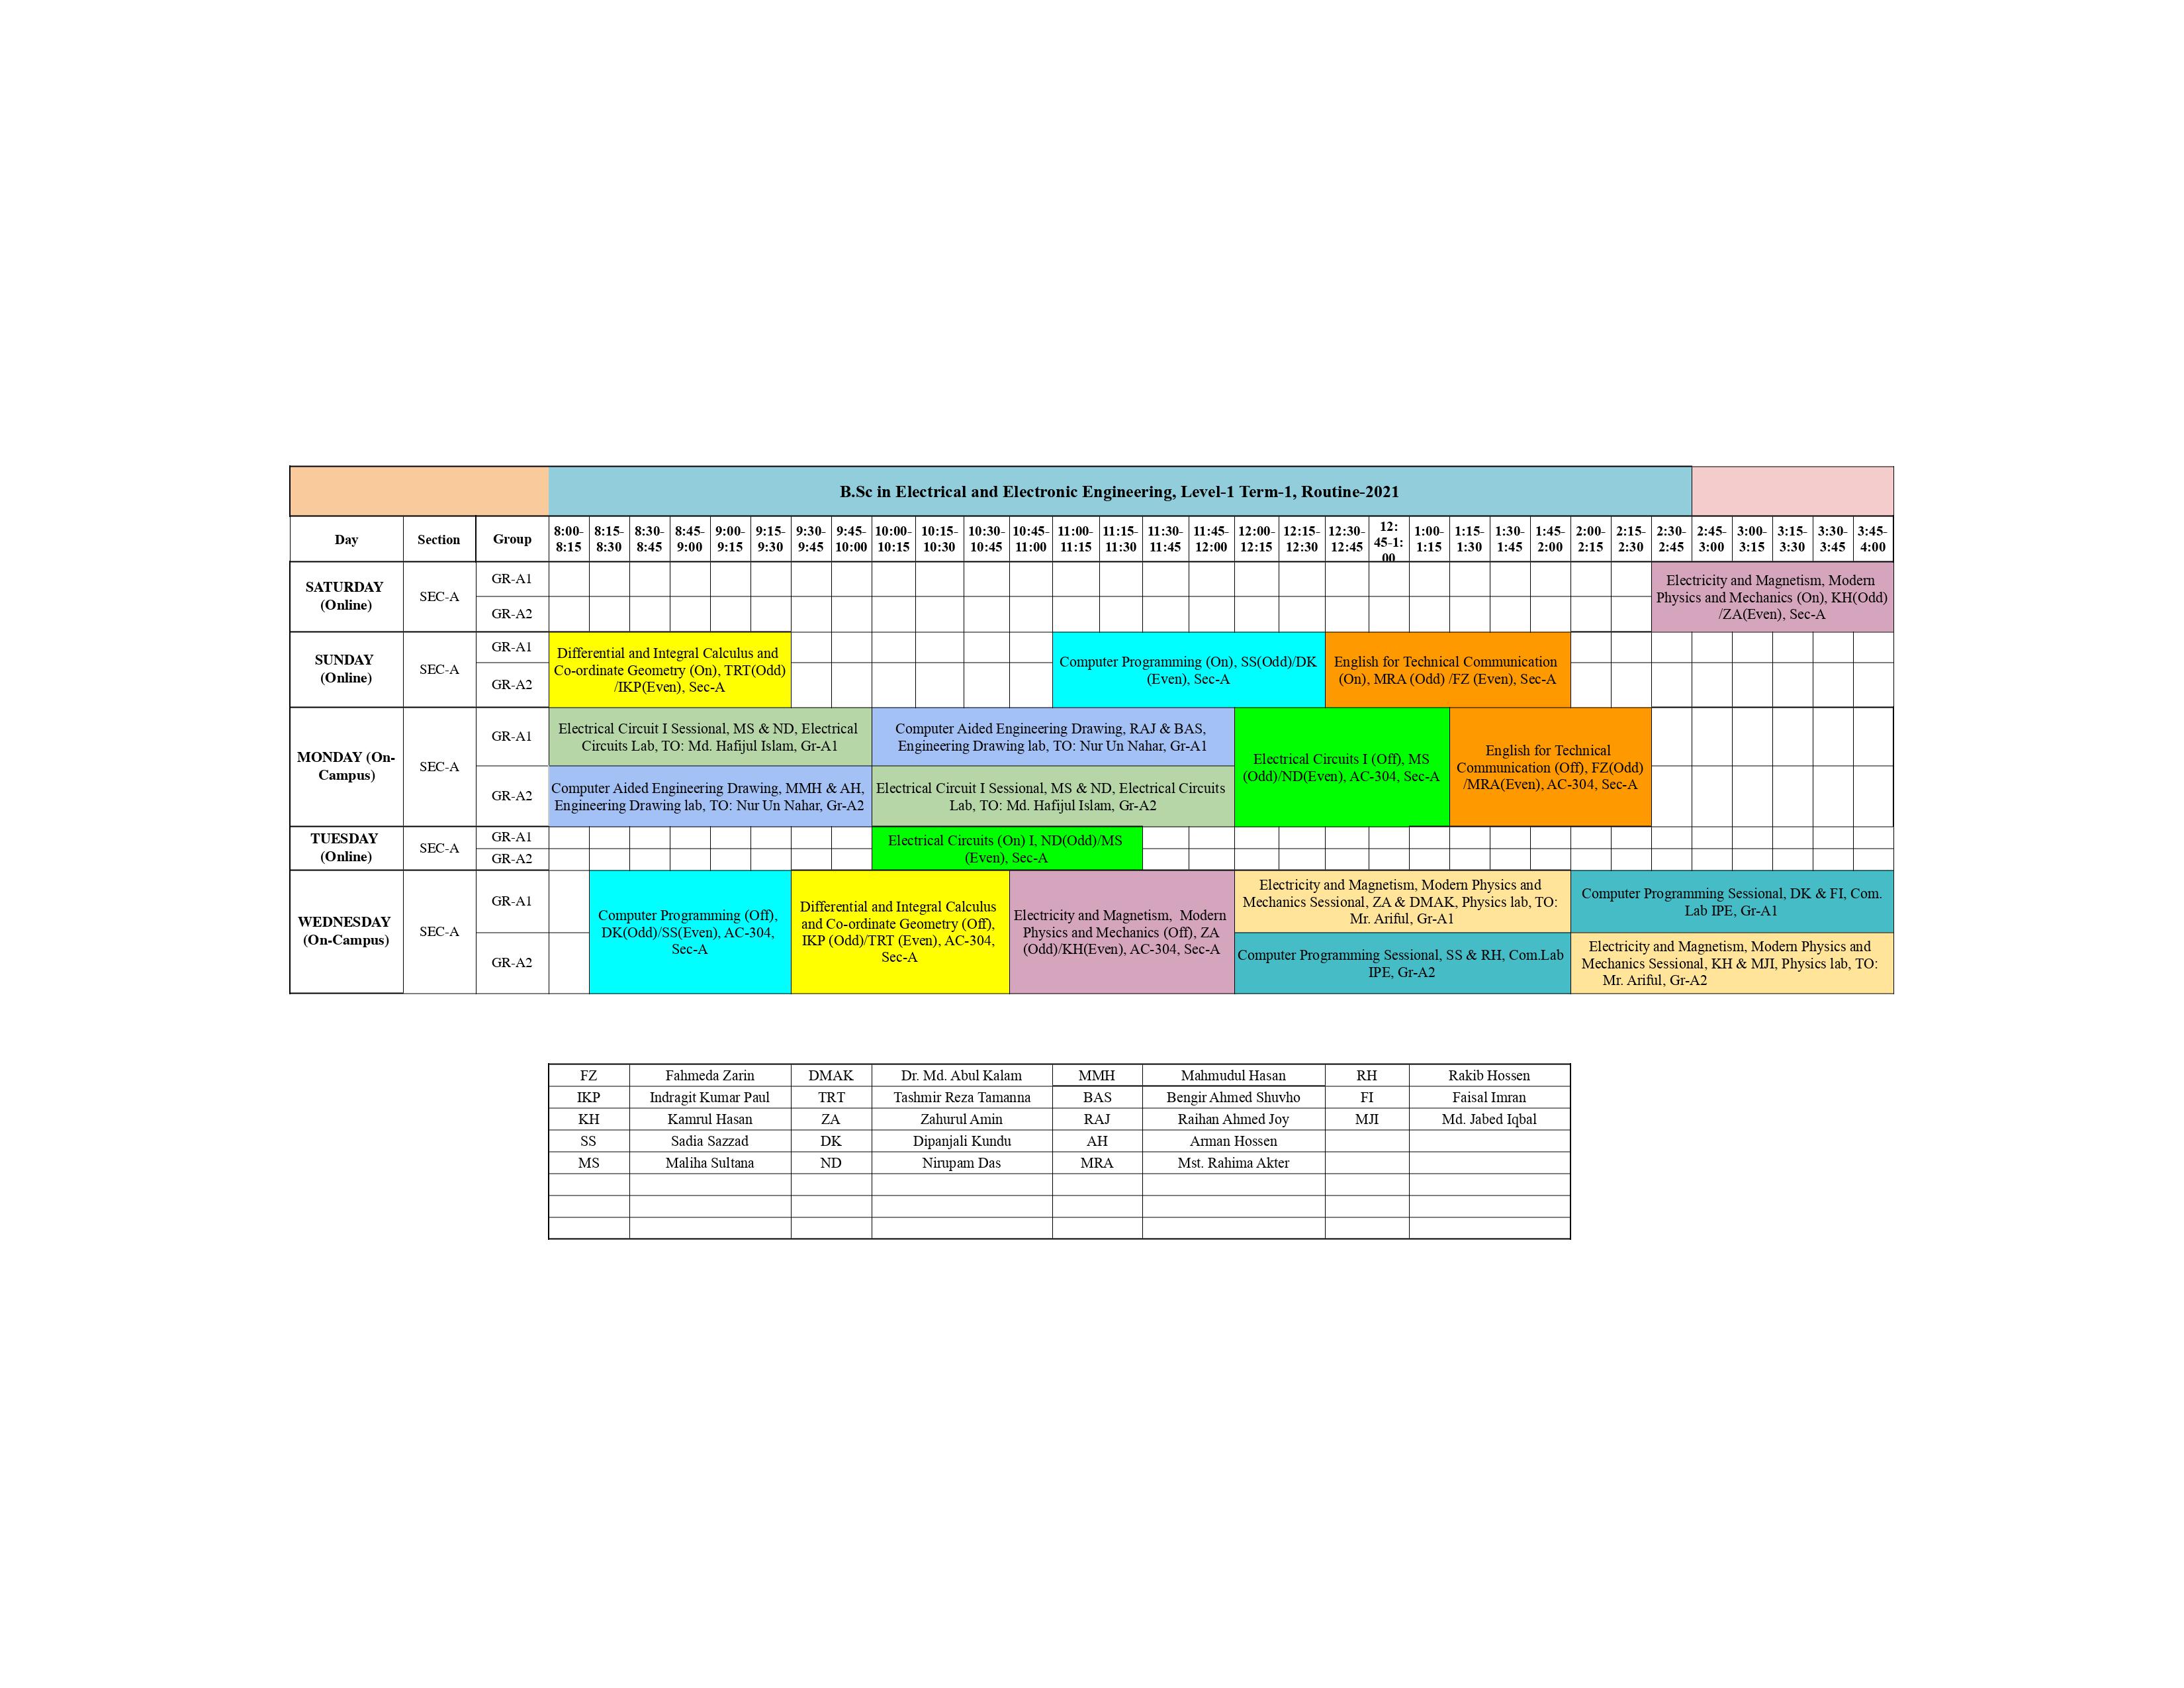 B.Sc in Electrical and Electronic Engineering, Level-1 Term-1, Routine-2021
Day Section Group 8:00-8:15 8:15-8:30 8:30-8:45 8:45-9:00 9:00-9:15 9:15-9:30 9:30-9:45 9:45-10:00 10:00-10:15 10:15-10:30 10:30-10:45 10:45-11:00 11:00-11:15 11:15-11:30 11:30-11:45 11:45-12:00 12:00-12:15 12:15-12:30 12:30-12:45 12:45-1:00 1:00-1:15 1:15-1:30 1:30-1:45 1:45-2:00 2:00-2:15 2:15-2:30 2:30-2:45 2:45-3:00 3:00-3:15 3:15-3:30 3:30-3:45 3:45-4:00
SATURDAY
(Online)
SEC-A
GR-A1
GR-A2
Electricity and Magnetism, Modern
Physics and Mechanics (On), KH(Odd)
/ZA(Even), Sec-A
SUNDAY
(Online)
SEC-A
GR-A1
GR-A2
Differential and Integral Calculus and
Co-ordinate Geometry (On), TRT(Odd)
/IKP(Even), Sec-A
Computer Programming (On), SS(Odd)/DK
(Even), Sec-A
English for Technical Communication
(On), MRA (Odd) /FZ (Even), Sec-A
MONDAY (On-
Campus)
SEC-A
GR-A1
Electrical Circuit I Sessional, MS & ND, Electrical
Circuits Lab, TO: Md. Hafijul Islam, Gr-A1
Computer Aided Engineering Drawing, RAJ & BAS,
Engineering Drawing lab, TO: Nur Un Nahar, Gr-A1
GR-A2
Computer Aided Engineering Drawing, MMH & AH,
Engineering Drawing lab, TO: Nur Un Nahar, Gr-A2
Electrical Circuit I Sessional, MS & ND, Electrical Circuits
Lab, TO: Md. Hafijul Islam, Gr-A2
Electrical Circuits I (Off), MS
(Odd)/ND(Even), AC-304, Sec-A
English for Technical
Communication (Off), FZ(Odd)
/MRA(Even), AC-304, Sec-A
TUESDAY
(Online)
SEC-A
GR-A1
GR-A2
Electrical Circuits (On) I, ND(Odd)/MS
(Even), Sec-A
WEDNESDAY
(On-Campus)
SEC-A
GR-A1
GR-A2
Computer Programming (Off),
DK(Odd)/SS(Even), AC-304,
Sec-A
Differential and Integral Calculus
and Co-ordinate Geometry (Off),
IKP (Odd)/TRT (Even), AC-304,
Sec-A
Electricity and Magnetism, Modern
Physics and Mechanics (Off), ZA
(Odd)/KH(Even), AC-304, Sec-A
Electricity and Magnetism, Modern Physics and
Mechanics Sessional, ZA & DMAK, Physics lab, TO:
Mr. Ariful, Gr-A1
Computer Programming Sessional, DK & FI, Com.
Lab IPE, Gr-A1
Computer Programming Sessional, SS & RH, Com.Lab
IPE, Gr-A2
Electricity and Magnetism, Modern Physics and
Mechanics Sessional, KH & MJI, Physics lab, TO:
Mr. Ariful, Gr-A2
FZ Fahmeda Zarin DMAK Dr. Md. Abul Kalam MMH Mahmudul Hasan RH Rakib Hossen
IKP Indragit Kumar Paul TRT Tashmir Reza Tamanna BAS Bengir Ahmed Shuvho FI Faisal Imran
KH Kamrul Hasan ZA Zahurul Amin RAJ Raihan Ahmed Joy MJI Md. Jabed Iqbal
SS Sadia Sazzad DK Dipanjali Kundu AH Arman Hossen
MS Maliha Sultana ND Nirupam Das MRA Mst. Rahima Akter